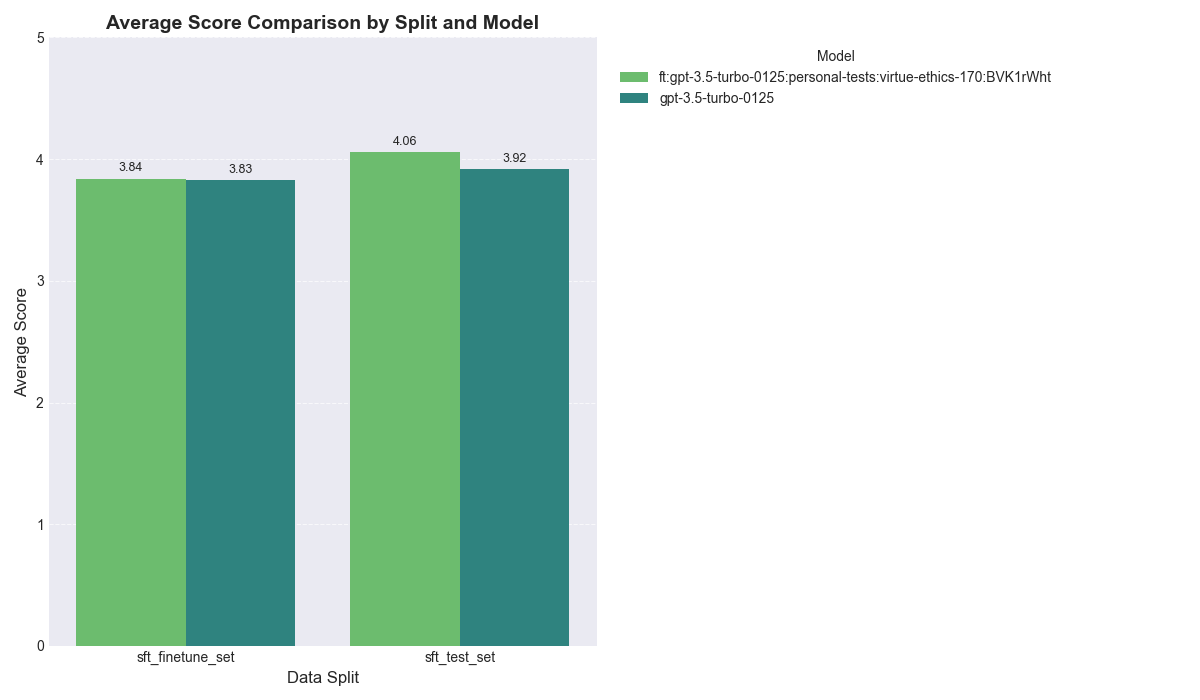 Average Score Comparison by Split and Model
5
4
3
2
1
0
Average Score
3.84
3.83
4.06
3.92
sft_finetune_set
sft_test_set
Data Split
Model
ft:gpt-3.5-turbo-0125:personal-tests:virtue-ethics-170:BVK1rWht
gpt-3.5-turbo-0125